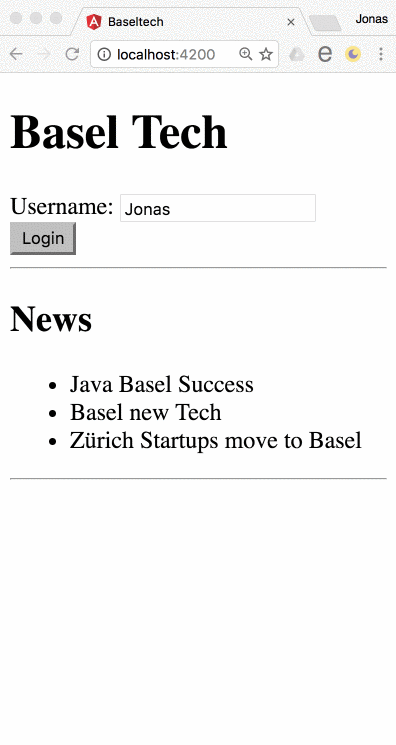 Baseltech
Jonas
localhost:4200
Basel Tech
Username: Jonas
Login
News
Java Basel Success
Basel new Tech
Zürich Startups move to Basel